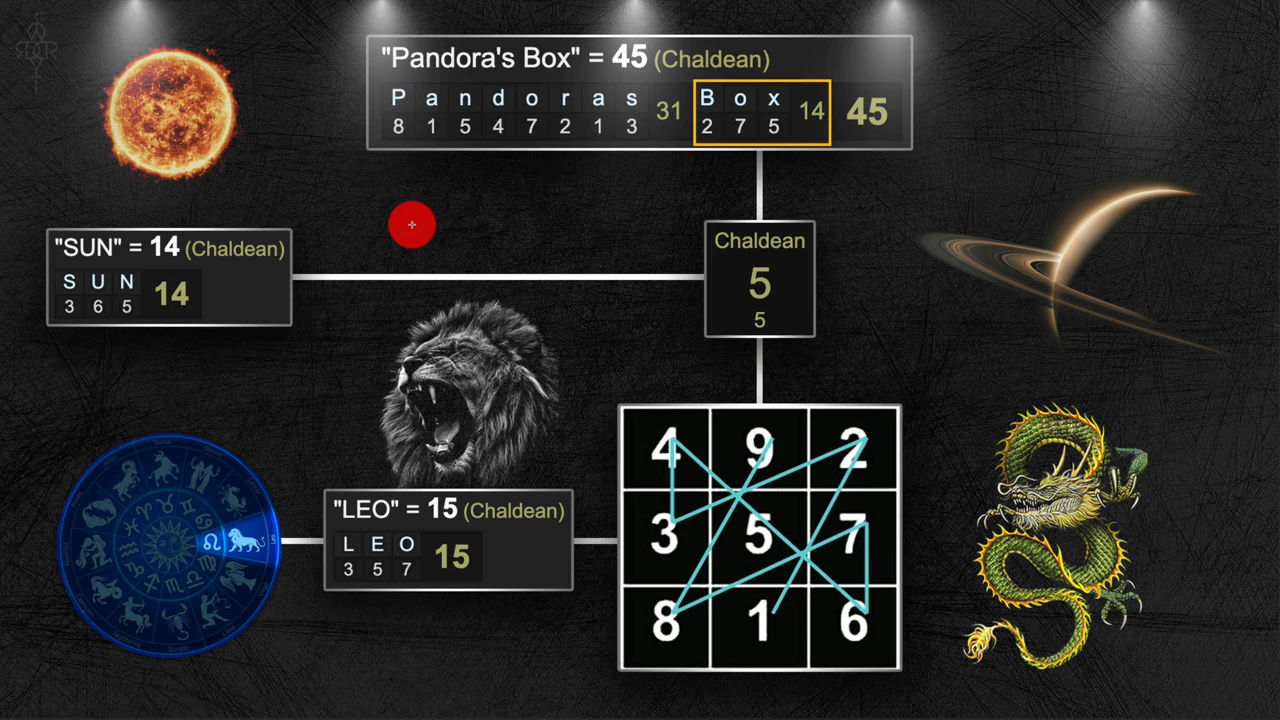 "Pandora's Box" = 45 (Chaldean)
P a n d o r a s 31 B o x 14 45
8 1 5 4 7 2 1 3 2 7 5
"SUN" = 14 (Chaldean)
S U N 14
3 6 5
Chaldean
5
5
"LEO" = 15 (Chaldean)
L E O 15
3 5 7
4 9 2
3 5 7
8 1 6